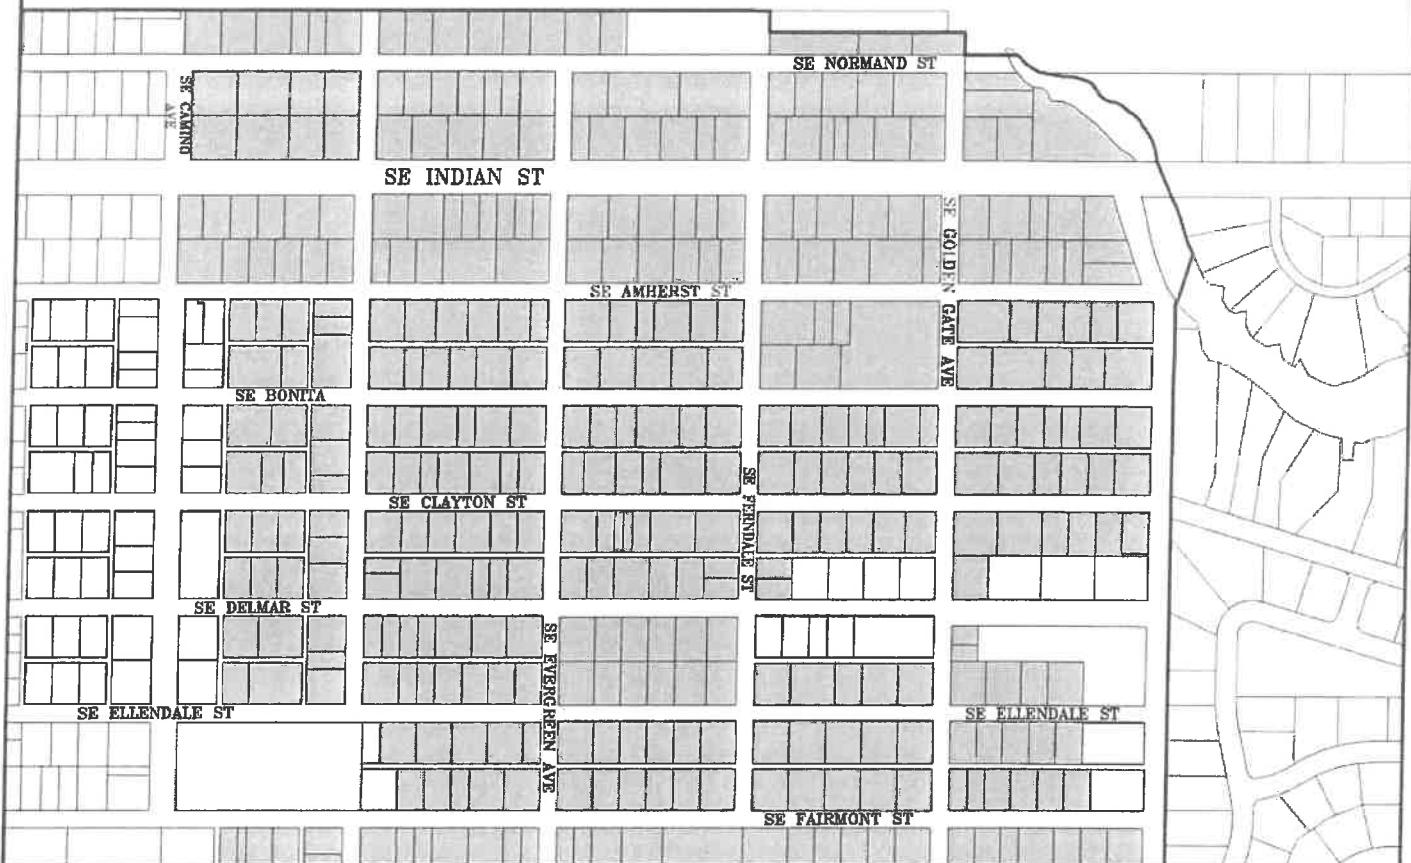 SE NORMAND ST
SE CAMINO
AVE
SE INDIAN ST
SE GOLDEN GATE AVE
SE AMHERST ST
SE BONITA
SE CLAYTON ST
SE FERNDALE ST
SE DELMAR ST
SE EVERGREEN AVE
SE ELLENDALE ST
SE ELLENDALE ST
SE FAIRMONT ST